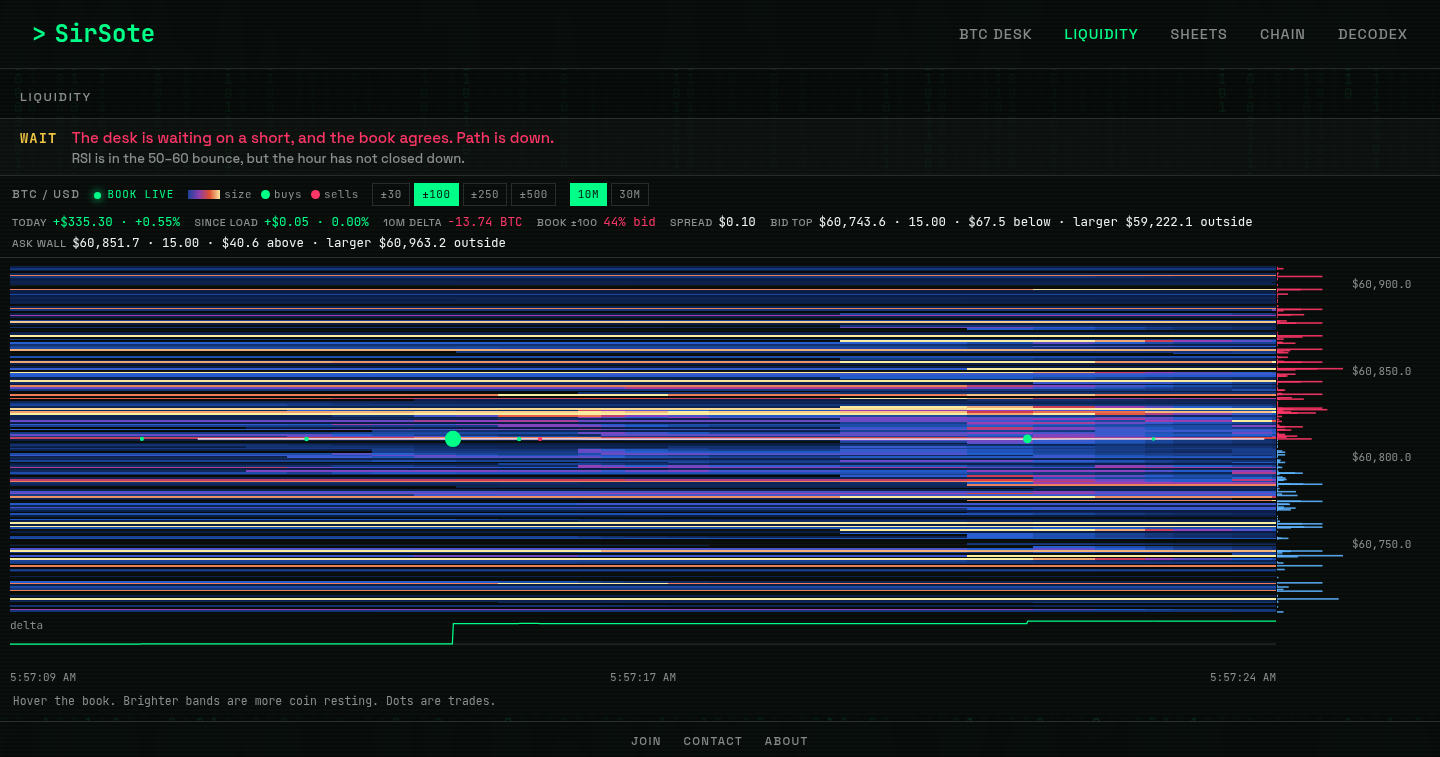 > SirSote
BTC DESK LIQUIDITY SHEETS CHAIN DECODEX
LIQUIDITY
WAIT The desk is waiting on a short, and the book agrees. Path is down.
RSI is in the 50–60 bounce, but the hour has not closed down.
BTC / USD BOOK LIVE size buys sells ±30 ±100 ±250 ±500 10M 30M
TODAY +$335.30 · +0.55% SINCE LOAD +$0.05 · 0.00% 10M DELTA -13.74 BTC BOOK ±100 44% bid SPREAD $0.10 BID TOP $60,743.6 · 15.00 · $67.5 below · larger $59,222.1 outside
ASK WALL $60,851.7 · 15.00 · $40.6 above · larger $60,963.2 outside
$60,900.0
$60,850.0
$60,800.0
$60,750.0
delta
5:57:09 AM 5:57:17 AM 5:57:24 AM
Hover the book. Brighter bands are more coin resting. Dots are trades.
JOIN CONTACT ABOUT